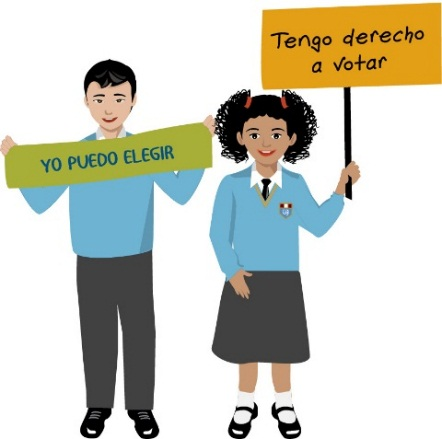 YO PUEDO ELEGIR
Tengo derecho
a votar